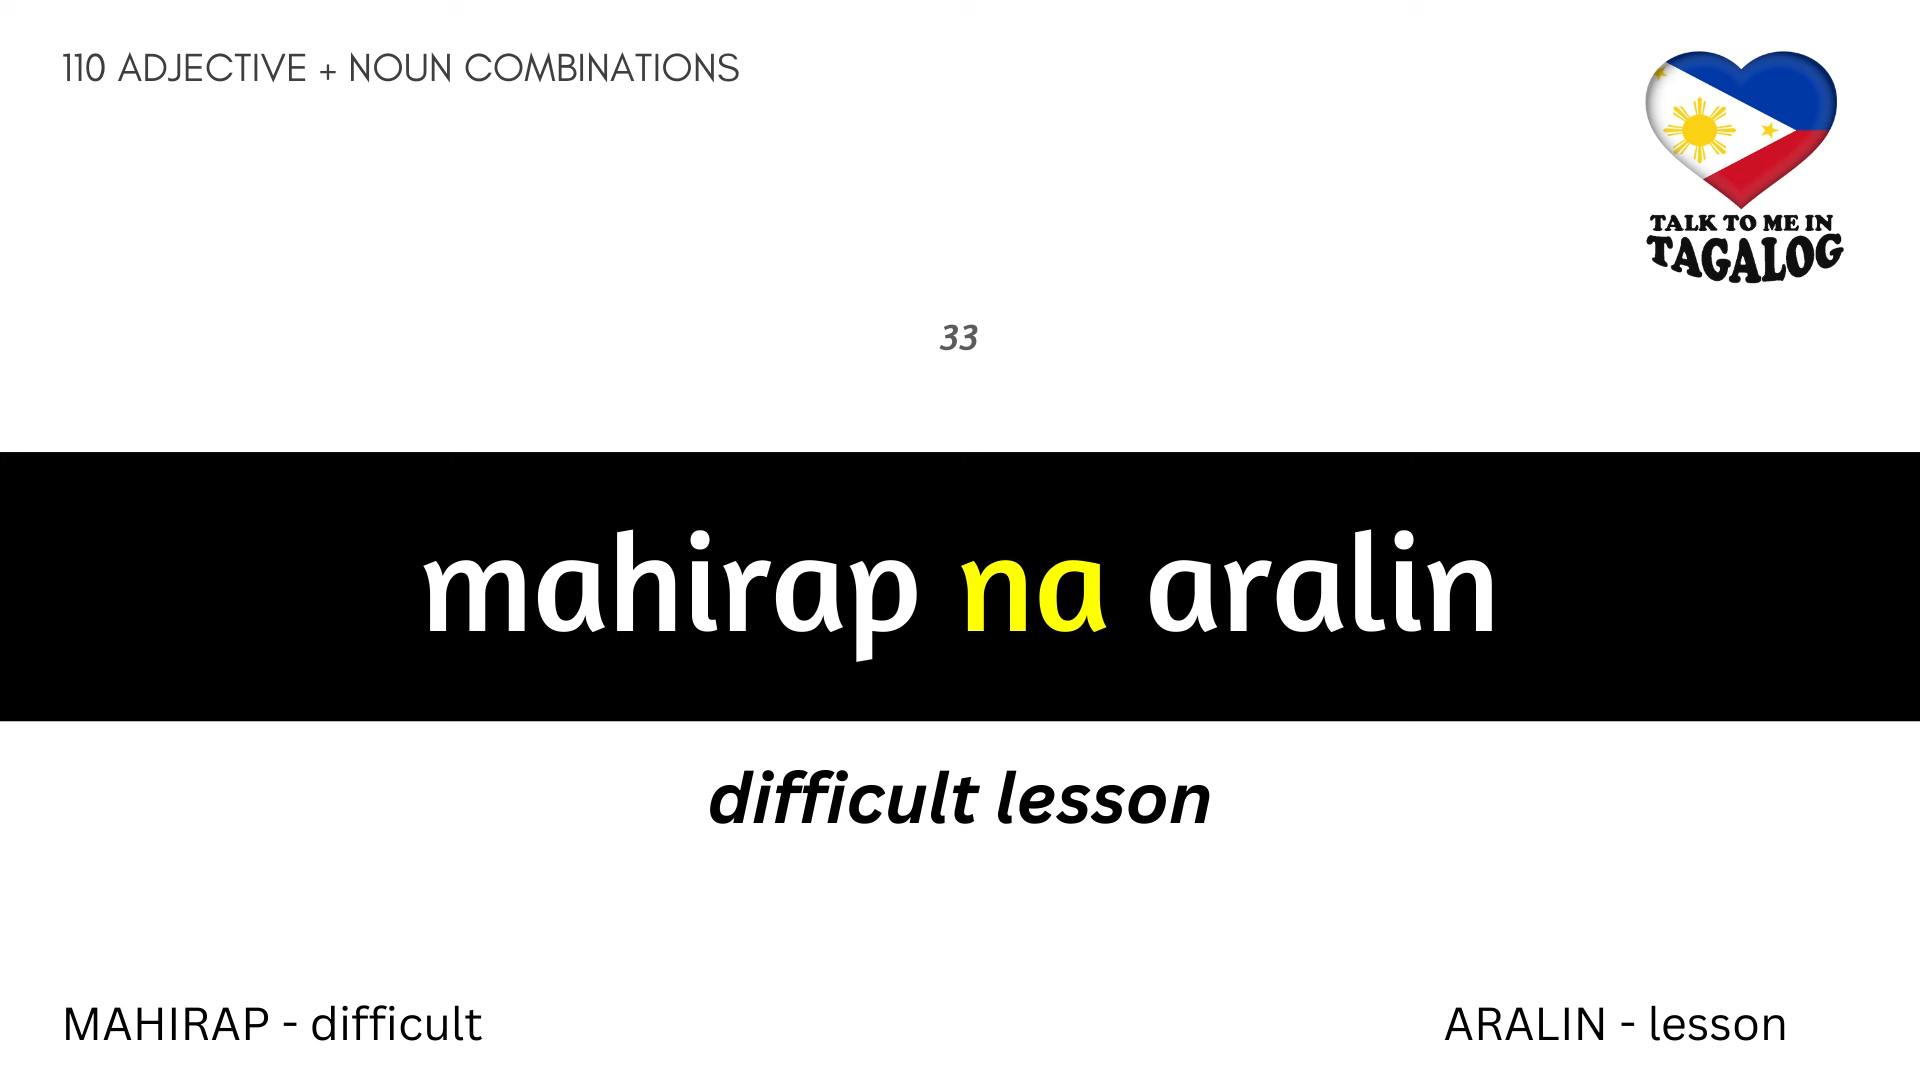 110 ADJECTIVE + NOUN COMBINATIONS
TALK TO ME IN
TAGALOG
33
mahirap na aralin
difficult lesson
MAHIRAP - difficult
ARALIN - lesson